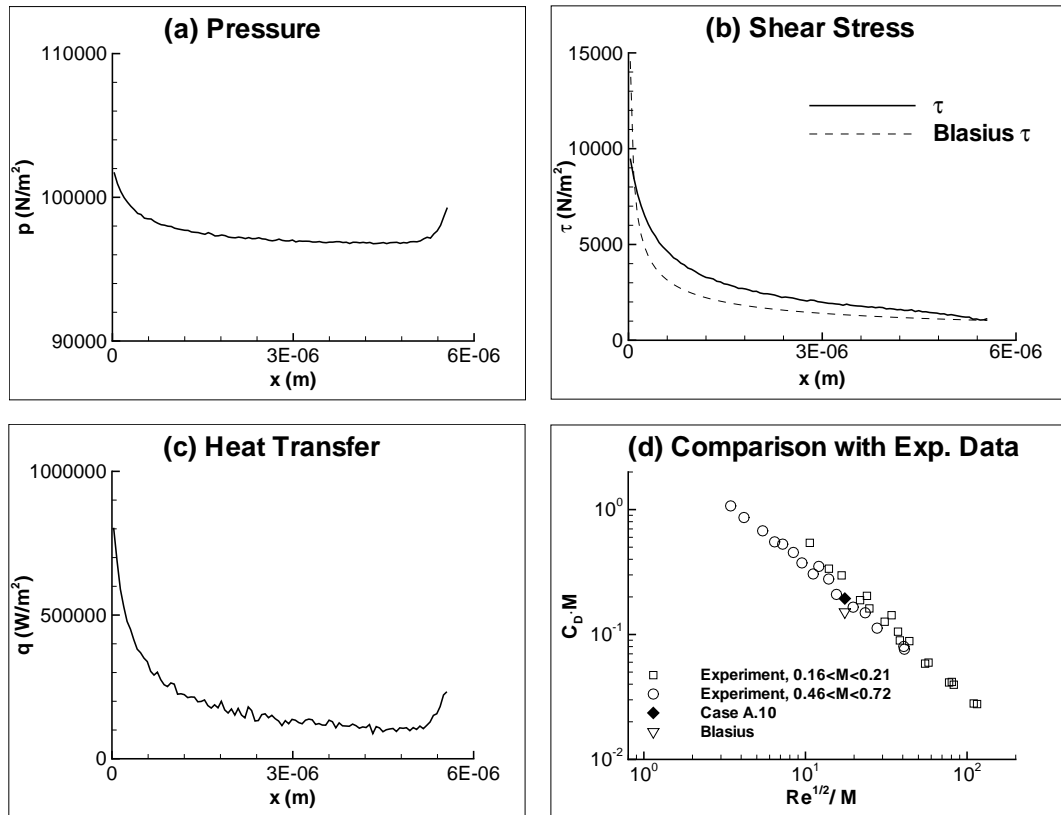 (a) Pressure
110000
100000
90000
p (N/m²)
0
3E-06
6E-06
x (m)
(b) Shear Stress
15000
10000
5000
0
τ (N/m²)
τ
Blasius τ
0
3E-06
6E-06
x (m)
(c) Heat Transfer
1000000
500000
0
q (W/m²)
0
3E-06
6E-06
x (m)
(d) Comparison with Exp. Data
10⁰
10⁻¹
10⁻²
C_D·M
Experiment, 0.16<M<0.21
Experiment, 0.46<M<0.72
Case A.10
Blasius
10⁰
10¹
10²
Re^1/2 / M